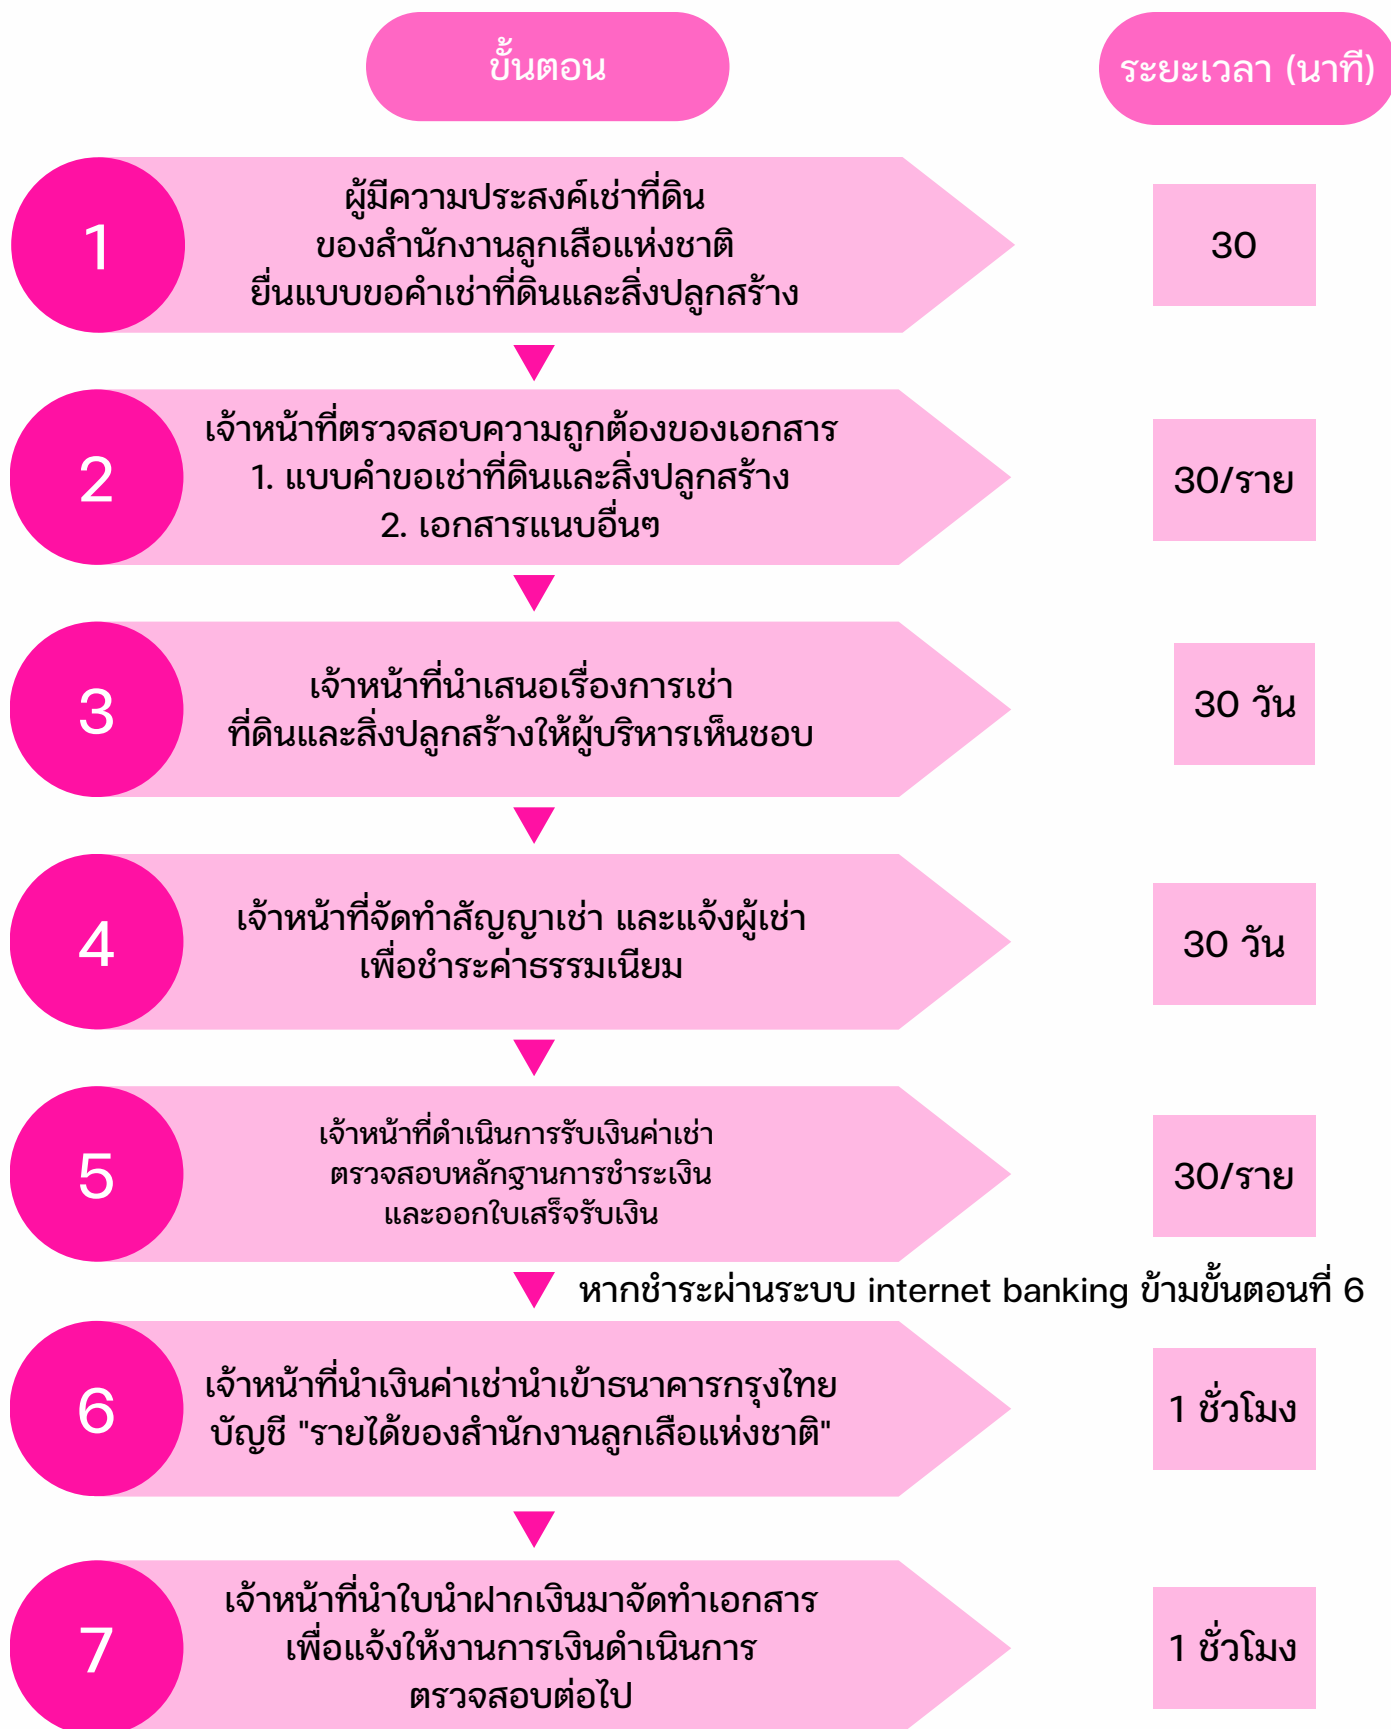 ขั้นตอน
ระยะเวลา (นาที)
1
ผู้มีความประสงค์เช่าที่ดิน
ของสำนักงานลูกเสือแห่งชาติ
ยื่นแบบขอคำเช่าที่ดินและสิ่งปลูกสร้าง
30
2
เจ้าหน้าที่ตรวจสอบความถูกต้องของเอกสาร
1. แบบคำขอเช่าที่ดินและสิ่งปลูกสร้าง
2. เอกสารแนบอื่นๆ
30/ราย
3
เจ้าหน้าที่นำเสนอเรื่องการเช่า
ที่ดินและสิ่งปลูกสร้างให้ผู้บริหารเห็นชอบ
30 วัน
4
เจ้าหน้าที่จัดทำสัญญาเช่า และแจ้งผู้เช่า
เพื่อชำระค่าธรรมเนียม
30 วัน
5
เจ้าหน้าที่ดำเนินการรับเงินค่าเช่า
ตรวจสอบหลักฐานการชำระเงิน
และออกใบเสร็จรับเงิน
30/ราย
หากชำระผ่านระบบ internet banking ข้ามขั้นตอนที่ 6
6
เจ้าหน้าที่นำเงินค่าเช่านำเข้าธนาคารกรุงไทย
บัญชี "รายได้ของสำนักงานลูกเสือแห่งชาติ"
1 ชั่วโมง
7
เจ้าหน้าที่นำใบนำฝากเงินมาจัดทำเอกสาร
เพื่อแจ้งให้งานการเงินดำเนินการ
ตรวจสอบต่อไป
1 ชั่วโมง